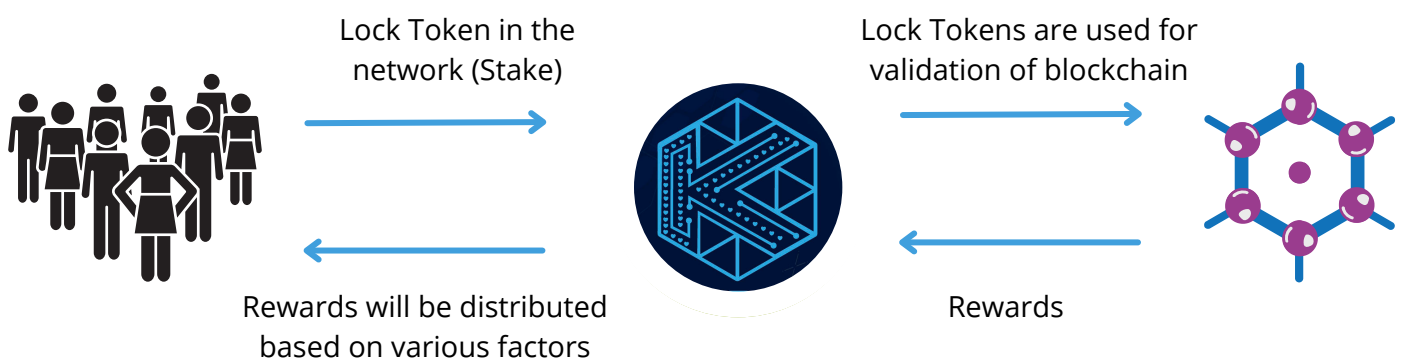 Lock Token in the
network (Stake)
Lock Tokens are used for
validation of blockchain
Rewards will be distributed
based on various factors
Rewards